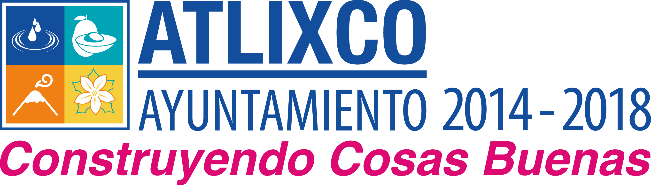 ATLIXCO
AYUNTAMIENTO 2014 - 2018
Construyendo Cosas Buenas